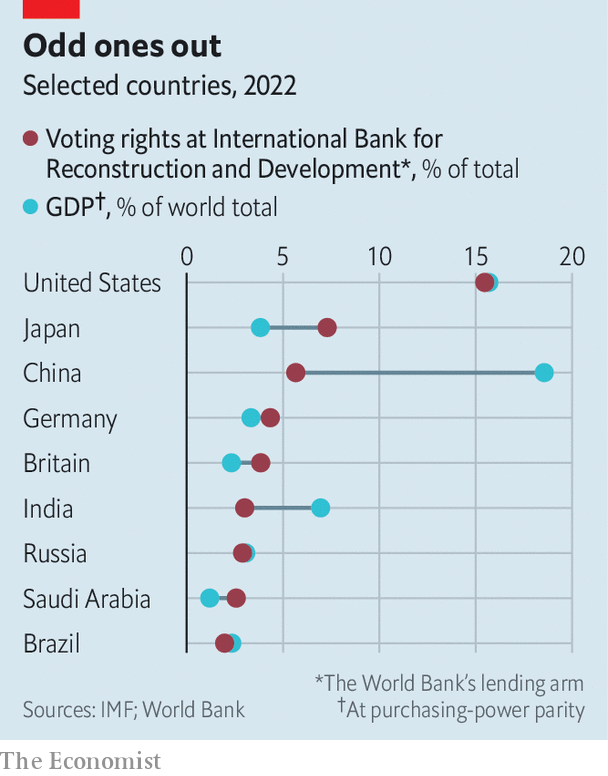 Odd ones out
Selected countries, 2022
Voting rights at International Bank for
Reconstruction and Development*, % of total
GDP†, % of world total
0 5 10 15 20
United States
Japan
China
Germany
Britain
India
Russia
Saudi Arabia
Brazil
*The World Bank’s lending arm
Sources: IMF; World Bank †At purchasing-power parity
The Economist